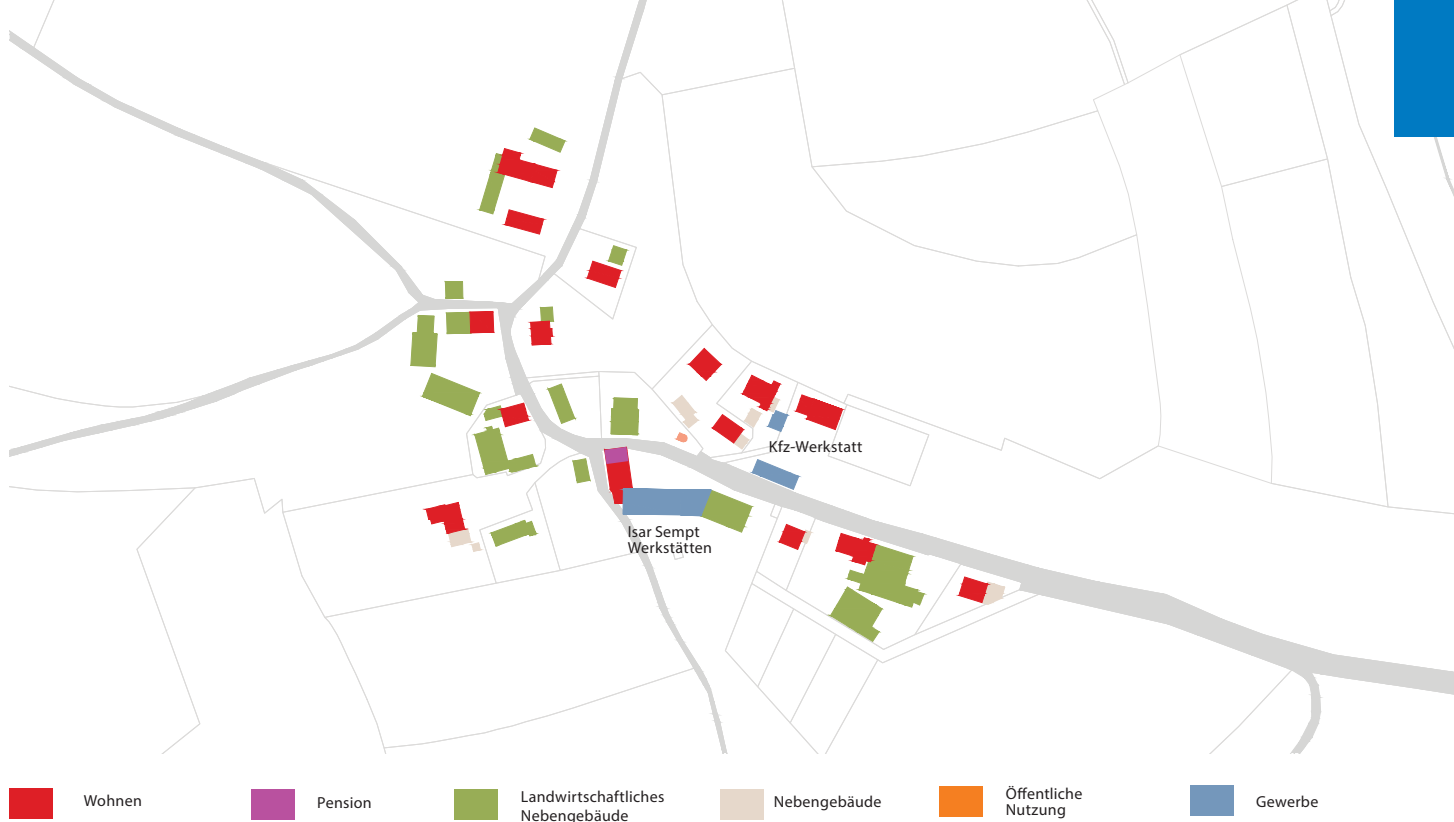 Kfz-Werkstatt
Isar Sempt
Werkstätten
Wohnen
Pension
Landwirtschaftliches
Nebengebäude
Nebengebäude
Öffentliche
Nutzung
Gewerbe